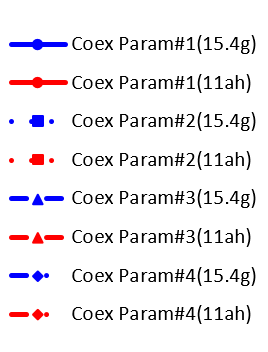 Coex Param#1(15.4g)
Coex Param#1(11ah)
Coex Param#2(15.4g)
Coex Param#2(11ah)
Coex Param#3(15.4g)
Coex Param#3(11ah)
Coex Param#4(15.4g)
Coex Param#4(11ah)